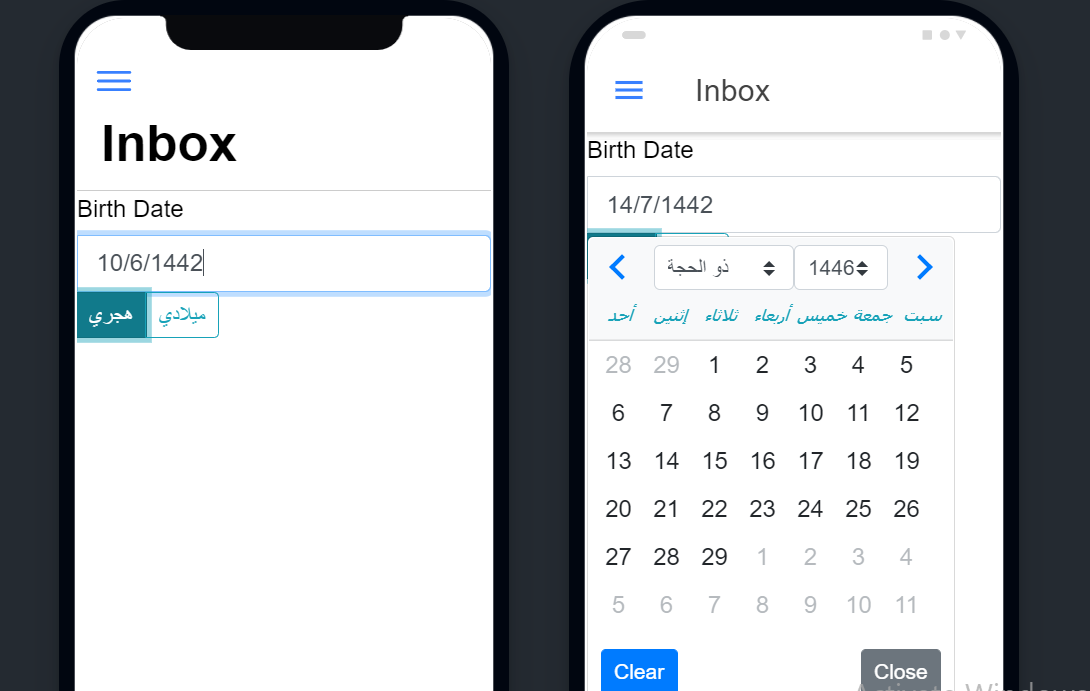 Inbox
Birth Date
10/6/1442
هجري ميلادي
Inbox
Birth Date
14/7/1442
ذو الحجة 1446
أحد إثنين ثلاثاء أربعاء خميس جمعة سبت
28 29 1 2 3 4 5
6 7 8 9 10 11 12
13 14 15 16 17 18 19
20 21 22 23 24 25 26
27 28 29 1 2 3 4
5 6 7 8 9 10 11
Clear Close